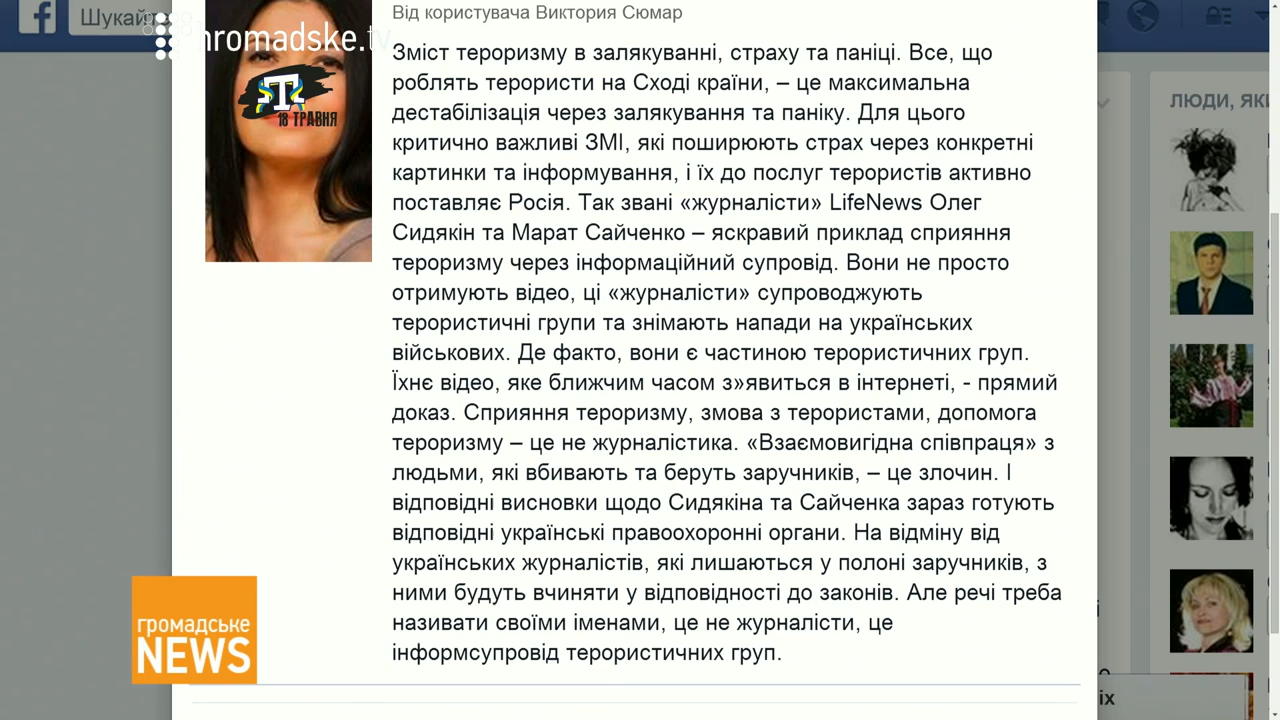 Шукай
hromadske.tv
Від користувача Виктория Сюмар
Зміст тероризму в залякуванні, страху та паніці. Все, що
роблять терористи на Сході країни, – це максимальна
дестабілізація через залякування та паніку. Для цього
критично важливі ЗМІ, які поширюють страх через конкретні
картинки та інформування, і їх до послуг терористів активно
поставляє Росія. Так звані «журналісти» LifeNews Олег
Сидякін та Марат Сайченко – яскравий приклад сприяння
тероризму через інформаційний супровід. Вони не просто
отримують відео, ці «журналісти» супроводжують
терористичні групи та знімають напади на українських
військових. Де факто, вони є частиною терористичних груп.
Їхнє відео, яке ближчим часом з»явиться в інтернеті, - прямий
доказ. Сприяння тероризму, змова з терористами, допомога
тероризму – це не журналістика. «Взаємовигідна співпраця» з
людьми, які вбивають та беруть заручників, – це злочин. І
відповідні висновки щодо Сидякіна та Сайченка зараз готують
відповідні українські правоохоронні органи. На відміну від
українських журналістів, які лишаються у полоні заручників, з
ними будуть вчиняти у відповідності до законів. Але речі треба
називати своїми іменами, це не журналісти, це
інформсупровід терористичних груп.
18 ТРАВНЯ
ЛЮДИ, ЯКИ
громадське
NEWS
іх